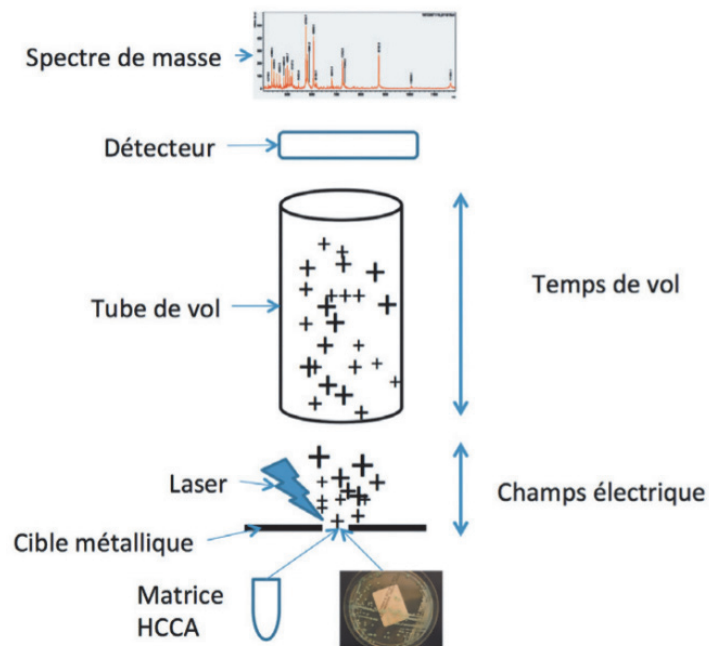 Spectre de masse
Détecteur
Tube de vol
Temps de vol
Laser
Champs électrique
Cible métallique
Matrice
HCCA